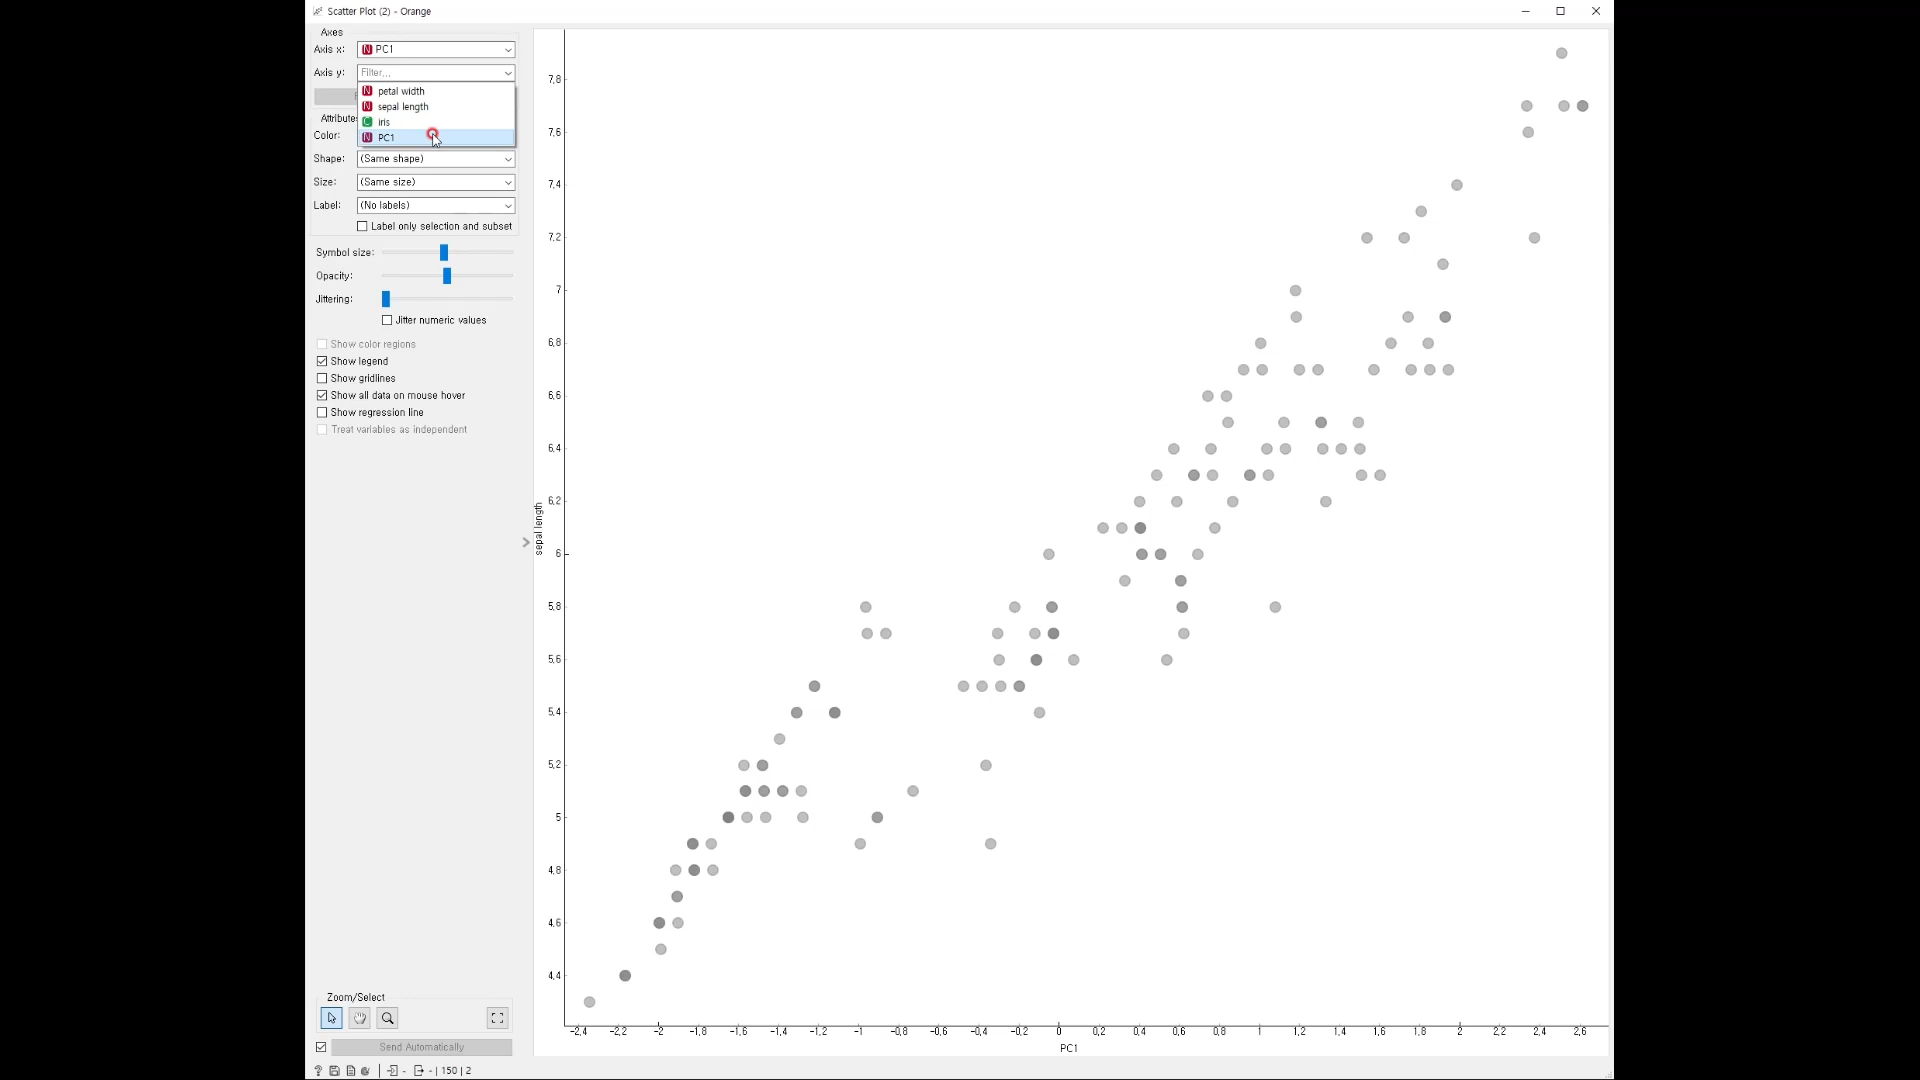 Scatter Plot (2) - Orange
Axes
Axis x: N PC1
Axis y: Filter...
N petal width
N sepal length
C iris
N PC1
Attributes
Color:
Shape: (Same shape)
Size: (Same size)
Label: (No labels)
Label only selection and subset
Symbol size:
Opacity:
Jittering:
Jitter numeric values
Show color regions
Show legend
Show gridlines
Show all data on mouse hover
Show regression line
Treat variables as independent
Zoom/Select
Send Automatically
? - - | 150 | 2
7,8
7,6
7,4
7,2
7
6,8
6,6
6,4
6,2
6
5,8
5,6
5,4
5,2
5
4,8
4,6
4,4
sepal length
-2,4 -2,2 -2 -1,8 -1,6 -1,4 -1,2 -1 -0,8 -0,6 -0,4 -0,2 0 0,2 0,4 0,6 0,8 1 1,2 1,4 1,6 1,8 2 2,2 2,4 2,6
PC1